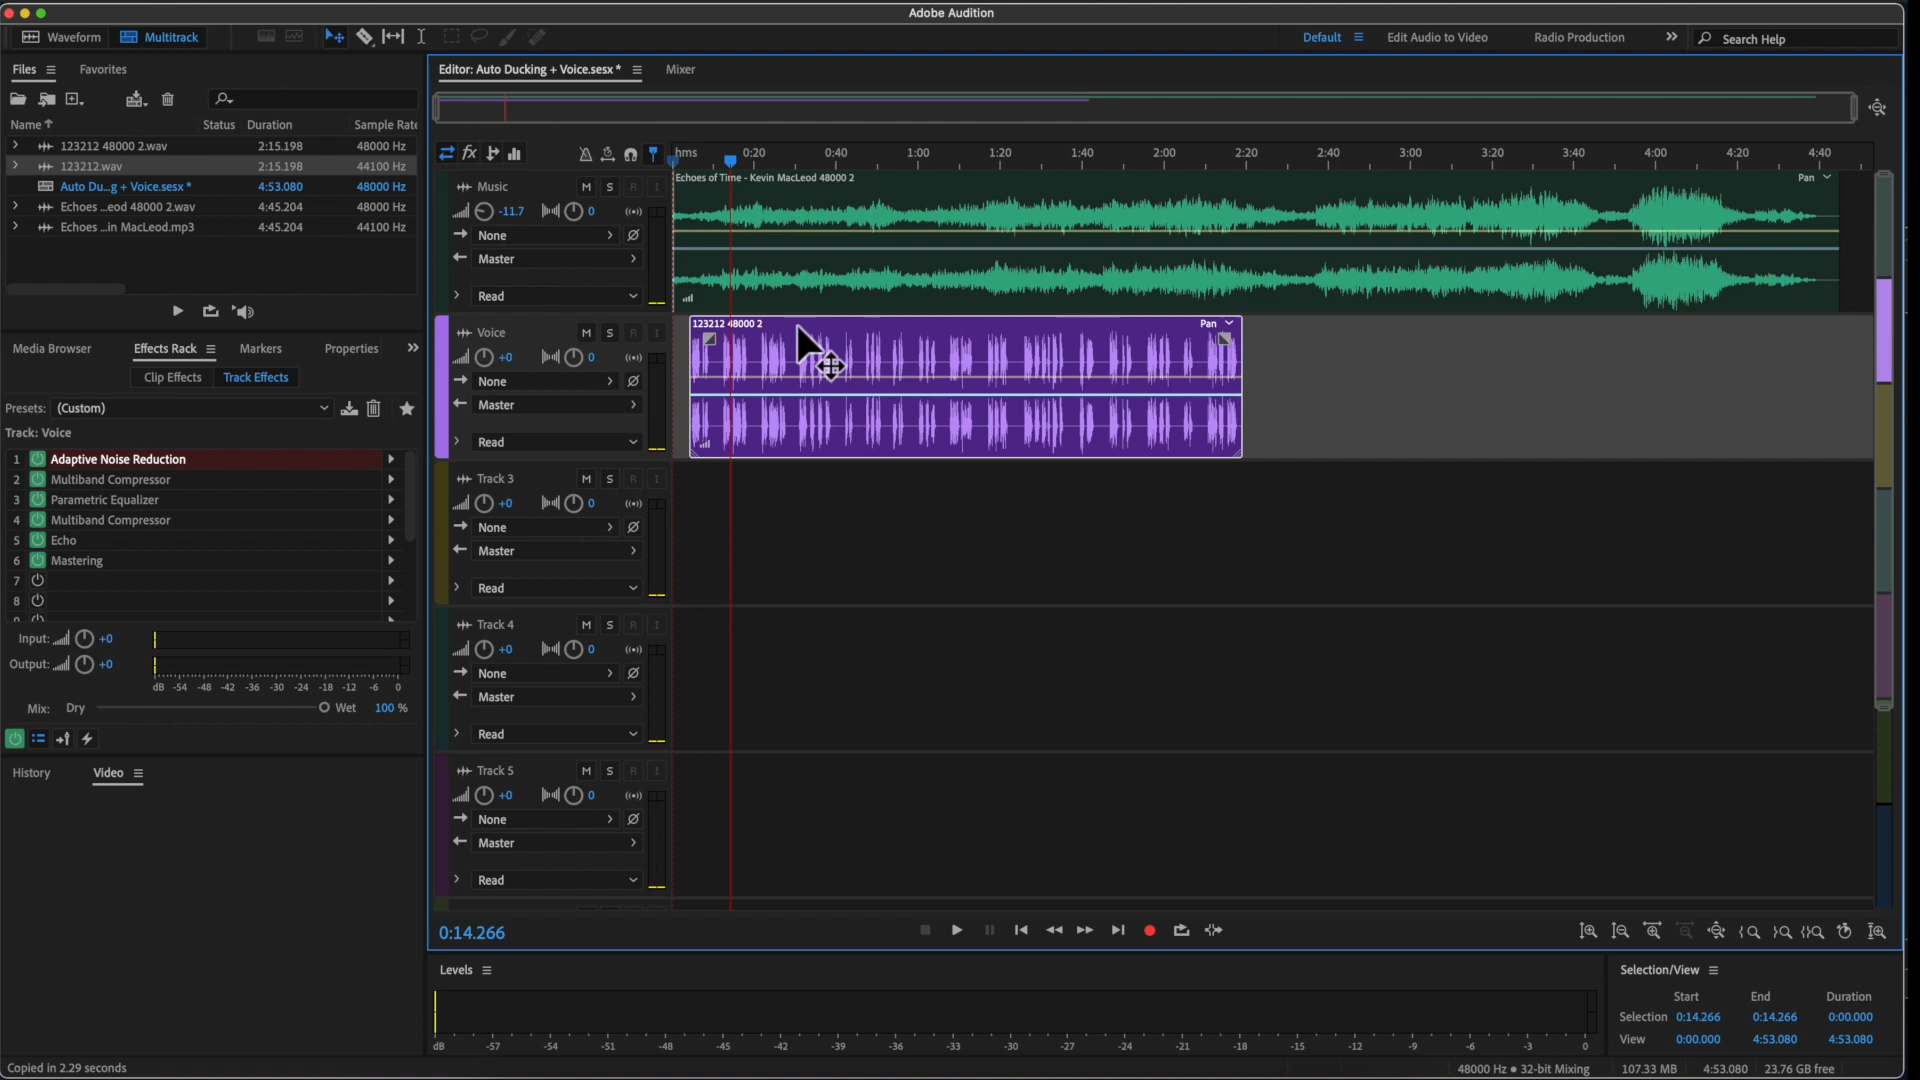 Adobe Audition
Waveform Multitrack Default Edit Audio to Video Radio Production Search Help
Files Favorites
Name Status Duration Sample Rate
123212 48000 2.wav 2:15.198 48000 Hz
123212.wav 2:15.198 44100 Hz
Auto Du...g + Voice.sesx * 4:53.080 48000 Hz
Echoes ...eod 48000 2.wav 4:45.204 48000 Hz
Echoes ...in MacLeod.mp3 4:45.204 44100 Hz
Media Browser Effects Rack Markers Properties
Clip Effects Track Effects
Presets: (Custom)
Track: Voice
1 Adaptive Noise Reduction
2 Multiband Compressor
3 Parametric Equalizer
4 Multiband Compressor
5 Echo
6 Mastering
7
8
Input: +0
Output: +0
dB -54 -48 -42 -36 -30 -24 -18 -12 -6 0
Mix: Dry Wet 100 %
History Video
Editor: Auto Ducking + Voice.sesx * Mixer
fx hms 0:20 0:40 1:00 1:20 1:40 2:00 2:20 2:40 3:00 3:20 3:40 4:00 4:20 4:40
Music M S R I
-11.7 0
None
Master
Read
Echoes of Time - Kevin MacLeod 48000 2 Pan
Voice M S R I
+0 0
None
Master
Read
123212 48000 2 Pan
Track 3 M S R I
+0 0
None
Master
Read
Track 4 M S R I
+0 0
None
Master
Read
Track 5 M S R I
+0 0
None
Master
Read
0:14.266
Levels
dB -57 -54 -51 -48 -45 -42 -39 -36 -33 -30 -27 -24 -21 -18 -15 -12 -9 -6 -3 0
Selection/View
Start End Duration
Selection 0:14.266 0:14.266 0:00.000
View 0:00.000 4:53.080 4:53.080
Copied in 2.29 seconds 48000 Hz ● 32-bit Mixing 107.33 MB 4:53.080 23.76 GB free